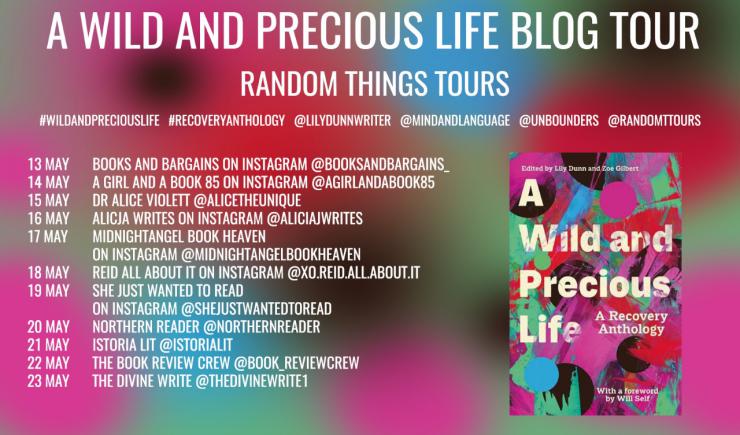 A WILD AND PRECIOUS LIFE BLOG TOUR
RANDOM THINGS TOURS
#WILDANDPRECIOUSLIFE #RECOVERYANTHOLOGY @LILYDUNNWRITER @MINDANDLANGUAGE @UNBOUNDERS @RANDOMTTOURS
13 MAY BOOKS AND BARGAINS ON INSTAGRAM @BOOKSANDBARGAINS_
14 MAY A GIRL AND A BOOK 85 ON INSTAGRAM @AGIRLANDABOOK85
15 MAY DR ALICE VIOLETT @ALICETHEUNIQUE
16 MAY ALICJA WRITES ON INSTAGRAM @ALICIAJWRITES
17 MAY MIDNIGHTANGEL BOOK HEAVEN
ON INSTAGRAM @MIDNIGHTANGELBOOKHEAVEN
18 MAY REID ALL ABOUT IT ON INSTAGRAM @XO.REID.ALL.ABOUT.IT
19 MAY SHE JUST WANTED TO READ
ON INSTAGRAM @SHEJUSTWANTEDTOREAD
20 MAY NORTHERN READER @NORTHERNREADER
21 MAY ISTORIA LIT @ISTORIALIT
22 MAY THE BOOK REVIEW CREW @BOOK_REVIEWCREW
23 MAY THE DIVINE WRITE @THEDIVINEWRITE1
Edited by Lily Dunn and Zoe Gilbert
A
Wild and
Precious
Life
A Recovery
Anthology
With a foreword
by Will Self